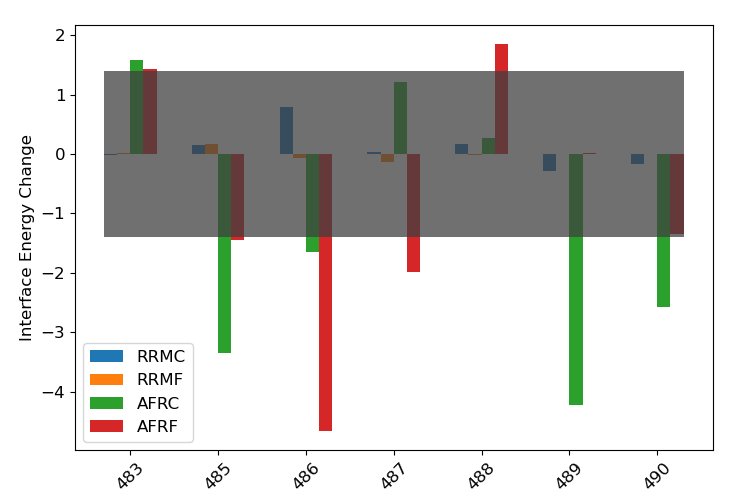 2
1
0
−1
−2
−3
−4
Interface Energy Change
RRMC
RRMF
AFRC
AFRF
483
485
486
487
488
489
490